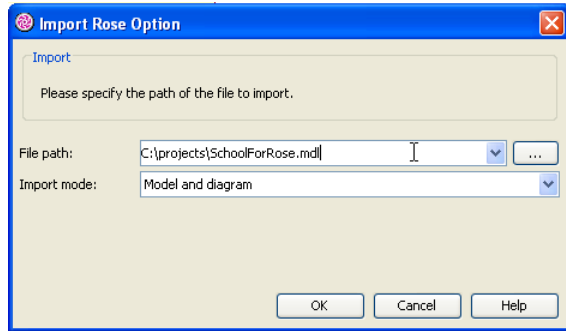 Import Rose Option
Import
Please specify the path of the file to import.
File path: C:\projects\SchoolForRose.mdl ...
Import mode: Model and diagram
OK Cancel Help